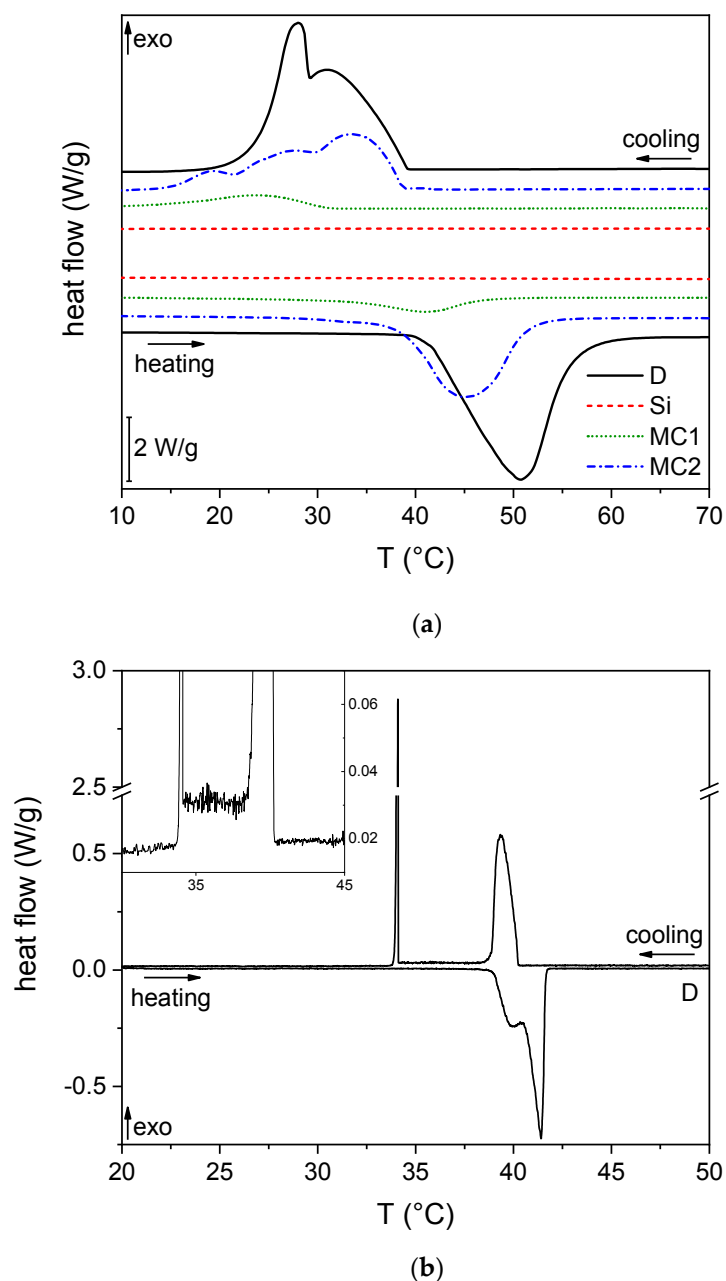 exo
cooling
heat flow (W/g)
heating
2 W/g
D
Si
MC1
MC2
10 20 30 40 50 60 70
T (°C)
(a)
3.0
2.5
0.5
0.0
-0.5
heat flow (W/g)
0.06
0.04
0.02
35 45
cooling
heating
D
exo
20 25 30 35 40 45 50
T (°C)
(b)